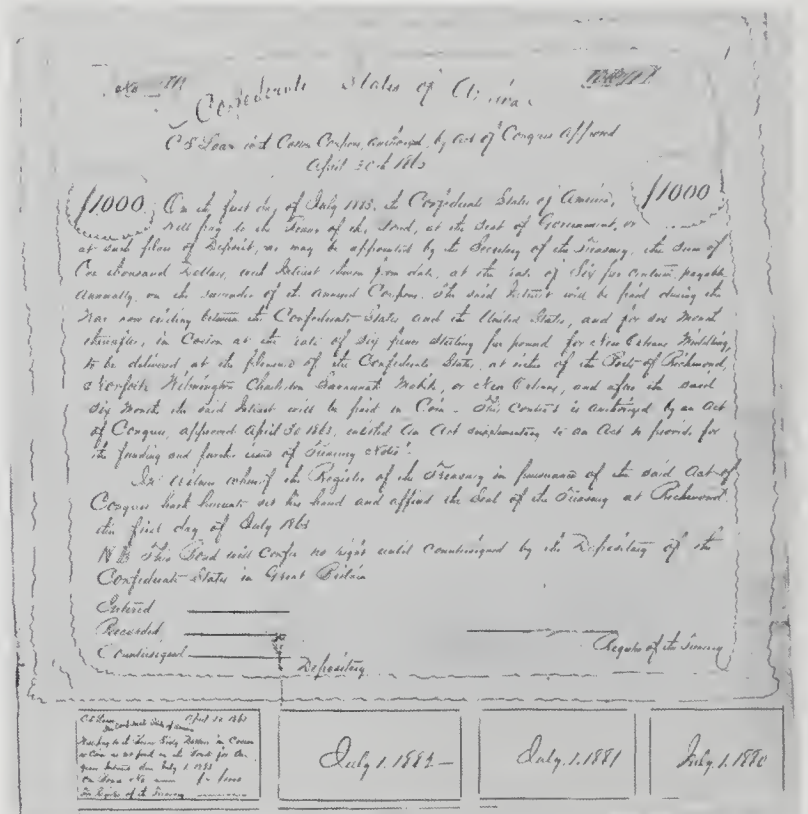 No
Confederate States of America
C S Loan with Cotton Coupons, authorized, by Act of Congress Approved
April 30th 1863
$1000 On the first day of July 1883, the Confederate States of America, $1000
will pay to the Bearer of this Bond, at the Seat of Government, or
at such places of Deposit, as may be appointed by the Secretary of the Treasury, the Sum of
One thousand Dollars, with Interest thereon from date, at the rate of Six per Centum, payable
Annually, on the surrender of the annexed Coupons. The said Interest will be paid during the
War now existing between the Confederate States and the United States, and for six Months
thereafter, in Cotton at the rate of Six pence Sterling per pound for New Orleans Middling,
to be delivered at the pleasure of the Confederate States, at either of the Ports of Richmond,
Norfolk Wilmington Charleston Savannah Mobile, or New Orleans, and after the said
Six Months the said Interest will be paid in Coin. This Contract is authorized by an Act
of Congress, approved April 30 1863, entitled An Act supplementary to an Act to provide for
the funding and further issue of Treasury Notes.
In witness whereof the Register of the Treasury in pursuance of the said Act of
Congress hath hereunto set his hand and affixed the Seal of the Treasury at Richmond
this first day of July 1863
N B This Bond will confer no right until Countersigned by the Depositary of the
Confederate States in Great Britain
Entered
Recorded
Countersigned
Depositary
Register of the Treasury
C S Loan April 30 1863
July 1. 1882
July 1. 1881
July 1. 1880